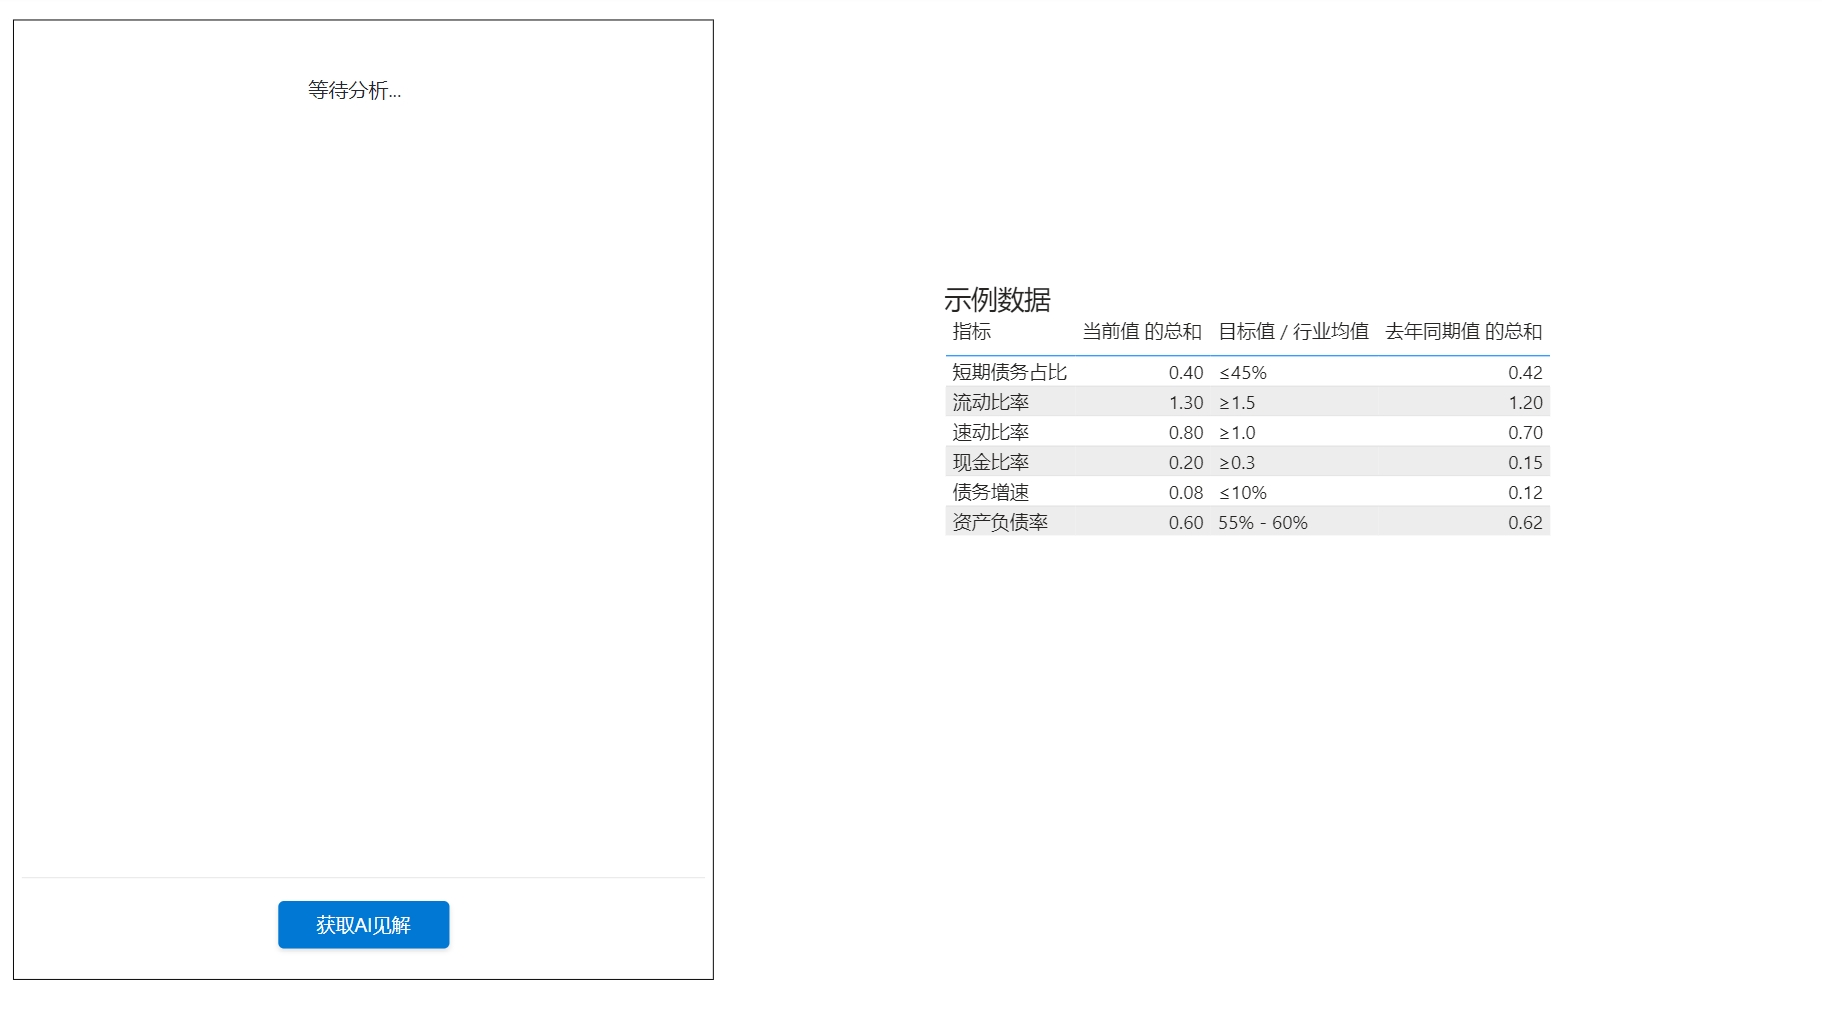 等待分析...
获取AI见解
示例数据
指标 当前值 的总和 目标值 / 行业均值 去年同期值 的总和
短期债务占比 0.40 ≤45% 0.42
流动比率 1.30 ≥1.5 1.20
速动比率 0.80 ≥1.0 0.70
现金比率 0.20 ≥0.3 0.15
债务增速 0.08 ≤10% 0.12
资产负债率 0.60 55% - 60% 0.62